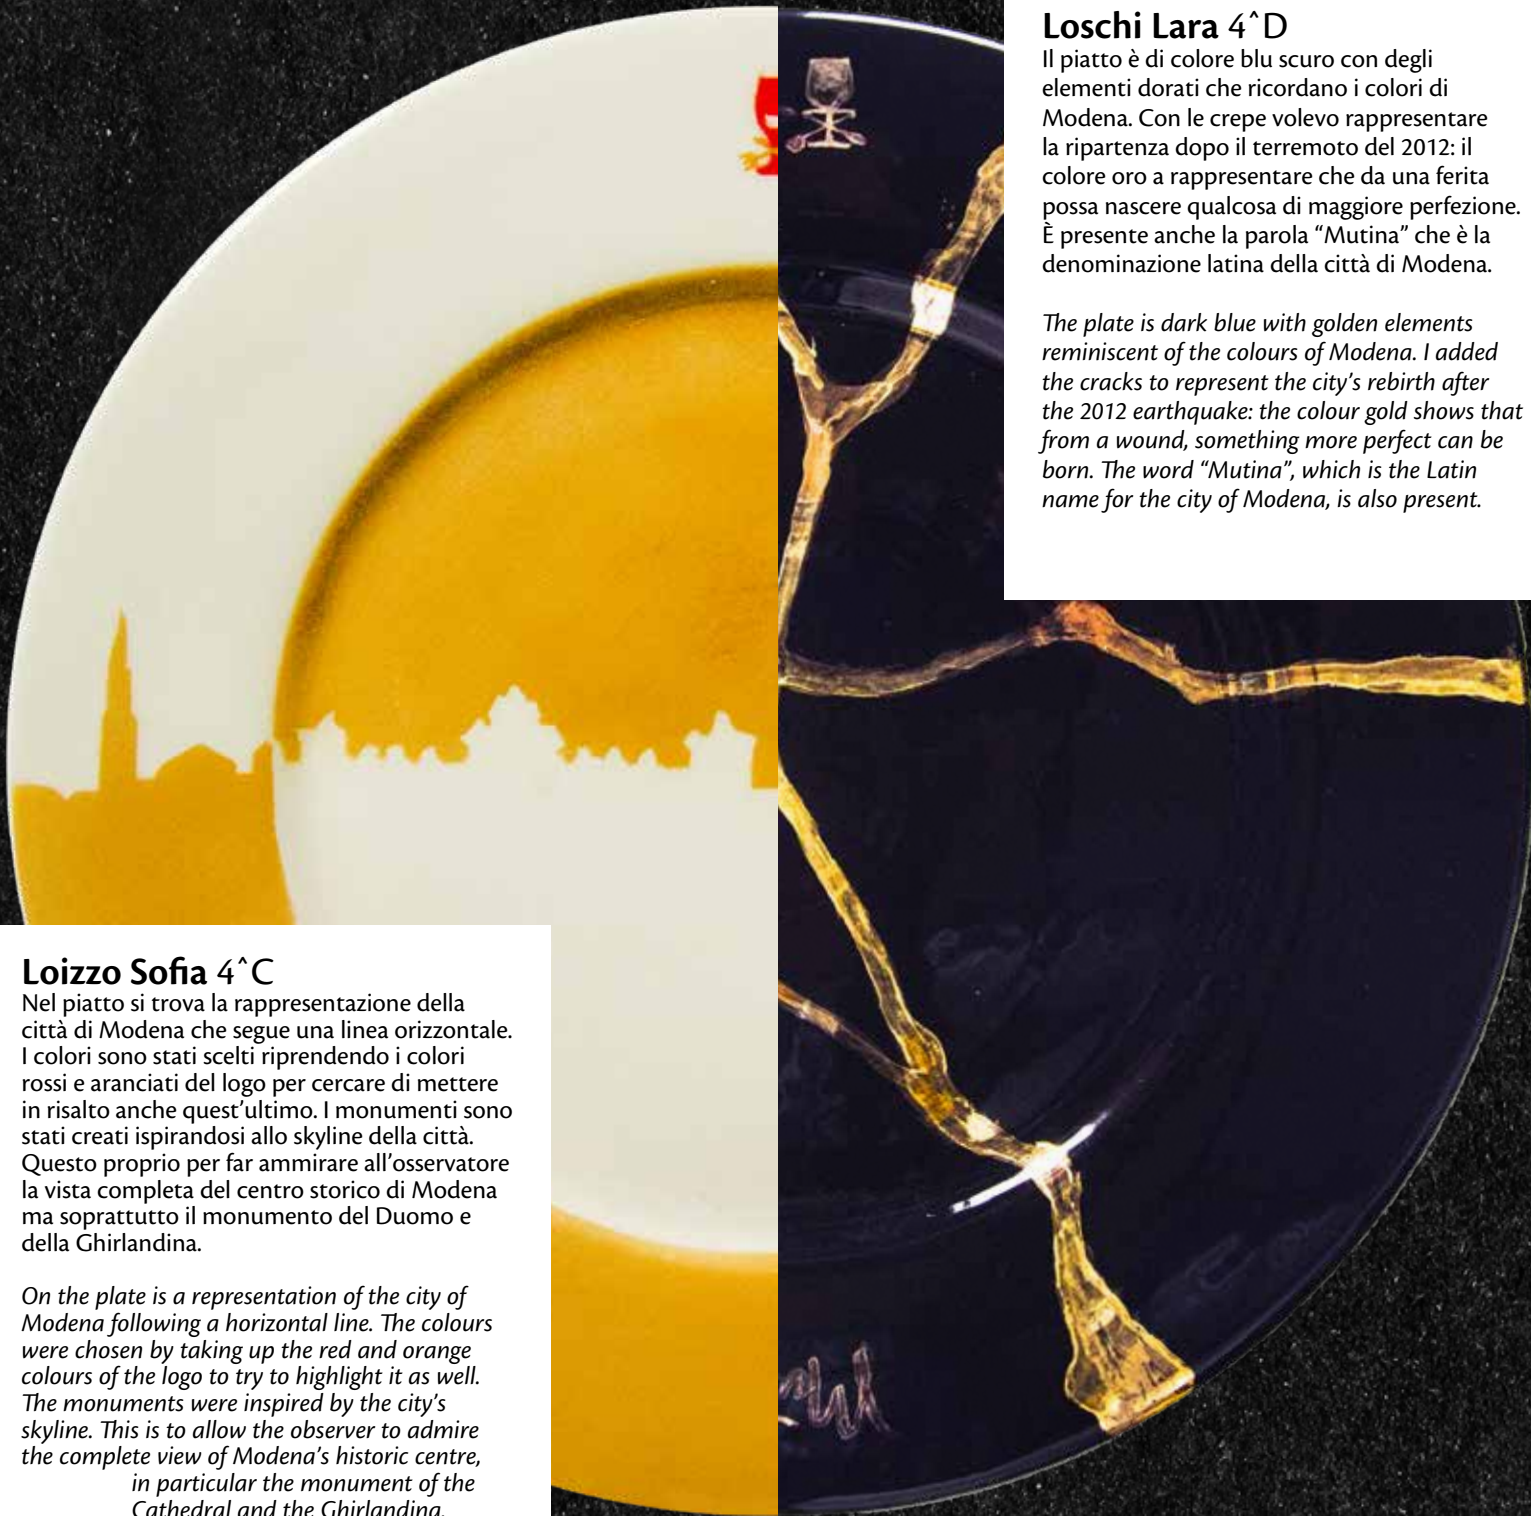 Loschi Lara 4^D
Il piatto è di colore blu scuro con degli
elementi dorati che ricordano i colori di
Modena. Con le crepe volevo rappresentare
la ripartenza dopo il terremoto del 2012: il
colore oro a rappresentare che da una ferita
possa nascere qualcosa di maggiore perfezione.
È presente anche la parola “Mutina” che è la
denominazione latina della città di Modena.
The plate is dark blue with golden elements
reminiscent of the colours of Modena. I added
the cracks to represent the city’s rebirth after
the 2012 earthquake: the colour gold shows that
from a wound, something more perfect can be
born. The word “Mutina”, which is the Latin
name for the city of Modena, is also present.
Loizzo Sofia 4^C
Nel piatto si trova la rappresentazione della
città di Modena che segue una linea orizzontale.
I colori sono stati scelti riprendendo i colori
rossi e aranciati del logo per cercare di mettere
in risalto anche quest’ultimo. I monumenti sono
stati creati ispirandosi allo skyline della città.
Questo proprio per far ammirare all’osservatore
la vista completa del centro storico di Modena
ma soprattutto il monumento del Duomo e
della Ghirlandina.
On the plate is a representation of the city of
Modena following a horizontal line. The colours
were chosen by taking up the red and orange
colours of the logo to try to highlight it as well.
The monuments were inspired by the city’s
skyline. This is to allow the observer to admire
the complete view of Modena’s historic centre,
in particular the monument of the
Cathedral and the Ghirlandina.